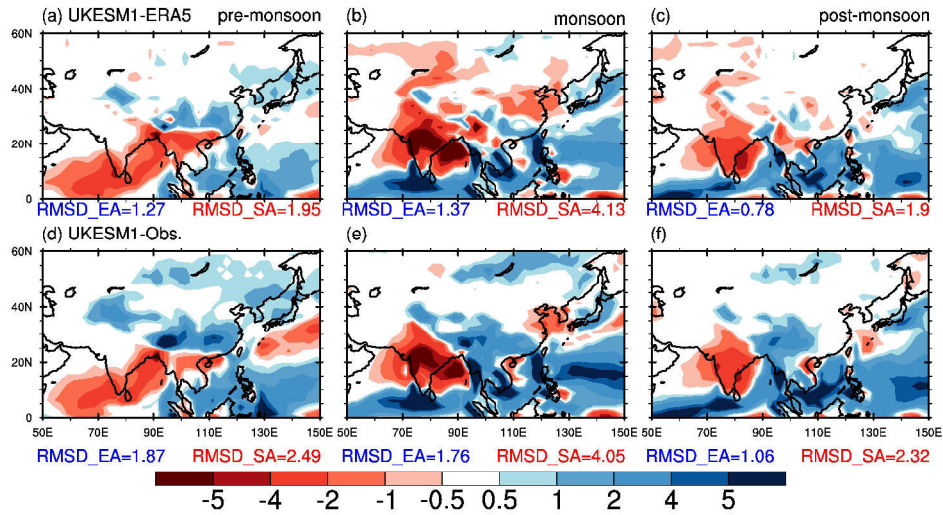 (a) UKESM1-ERA5 pre-monsoon
(b) monsoon
(c) post-monsoon
60N
40N
20N
0
RMSD_EA=1.27 RMSD_SA=1.95
RMSD_EA=1.37 RMSD_SA=4.13
RMSD_EA=0.78 RMSD_SA=1.9
(d) UKESM1-Obs.
(e)
(f)
60N
40N
20N
0
50E 70E 90E 110E 130E 150E
50E 70E 90E 110E 130E 150E
50E 70E 90E 110E 130E 150E
RMSD_EA=1.87 RMSD_SA=2.49
RMSD_EA=1.76 RMSD_SA=4.05
RMSD_EA=1.06 RMSD_SA=2.32
-5 -4 -2 -1 -0.5 0.5 1 2 4 5